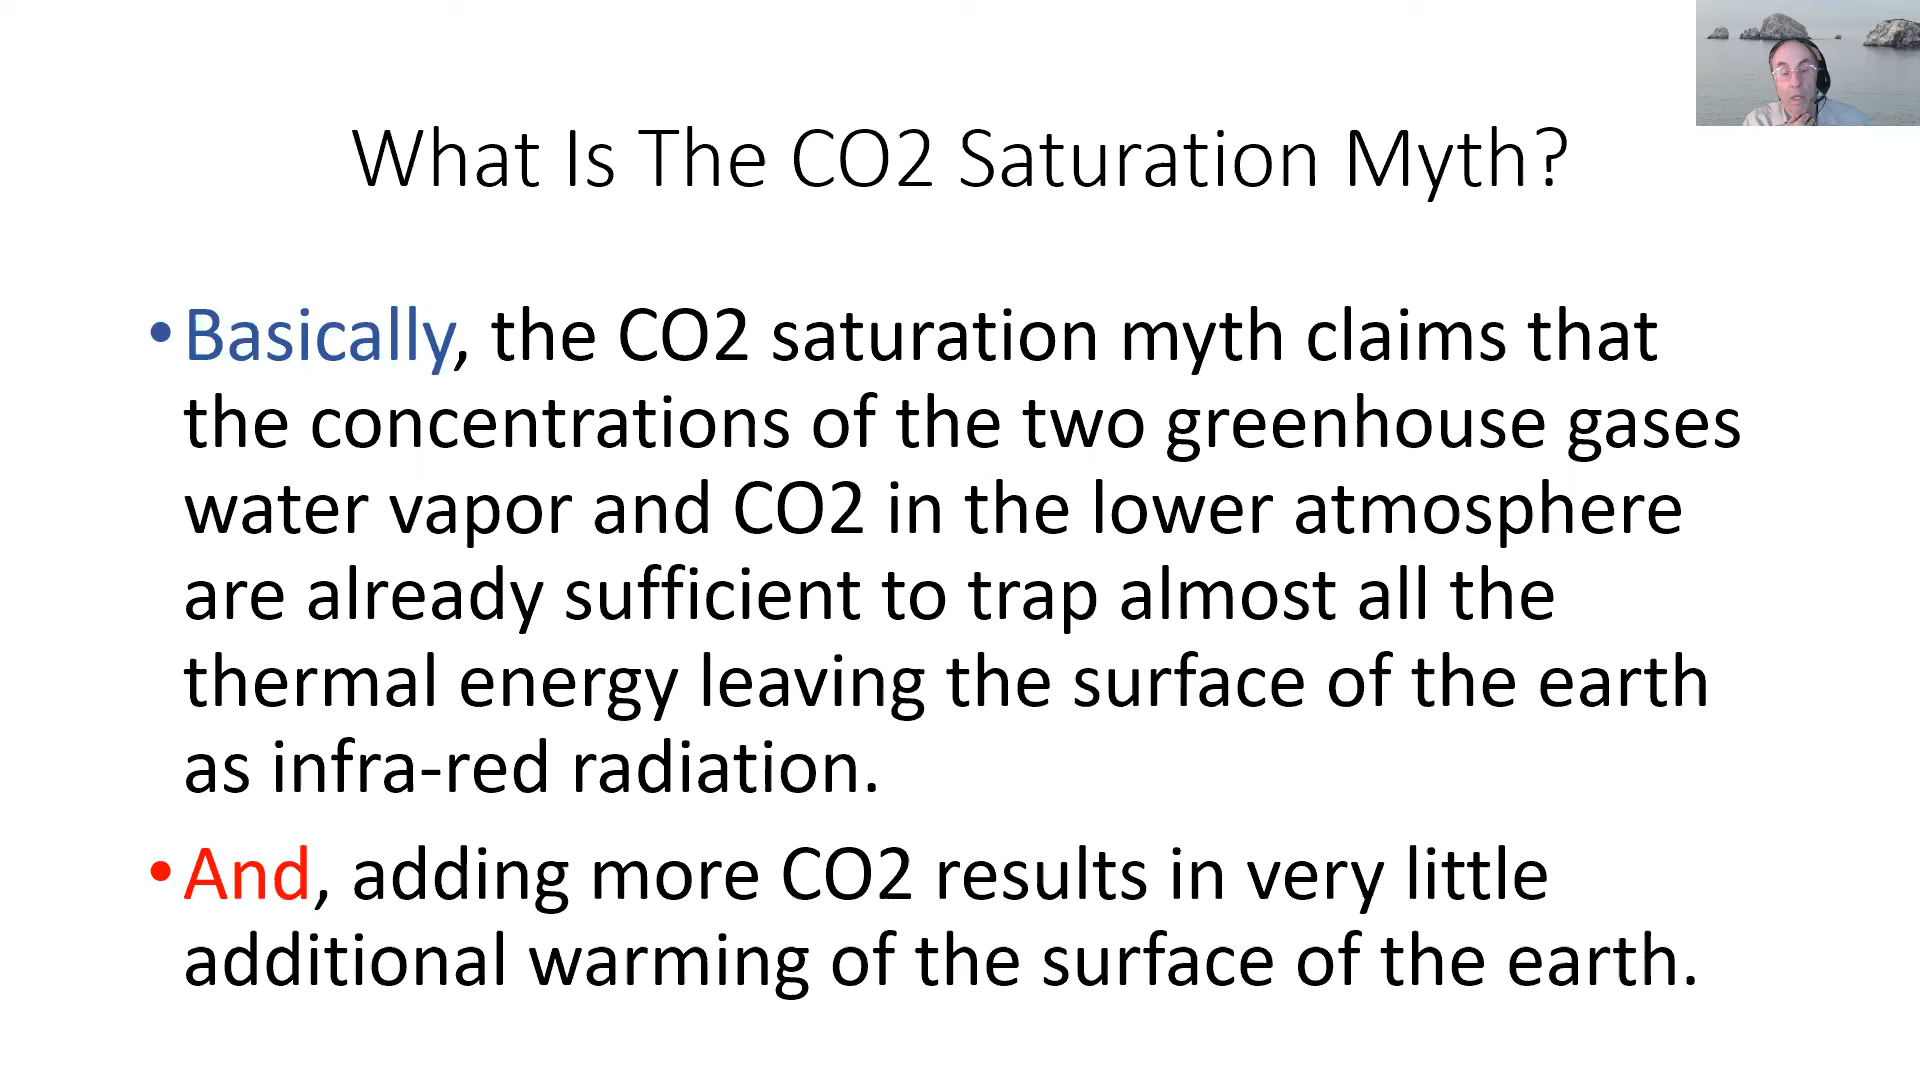 What Is The CO2 Saturation Myth?
•Basically, the CO2 saturation myth claims that
the concentrations of the two greenhouse gases
water vapor and CO2 in the lower atmosphere
are already sufficient to trap almost all the
thermal energy leaving the surface of the earth
as infra-red radiation.
•And, adding more CO2 results in very little
additional warming of the surface of the earth.